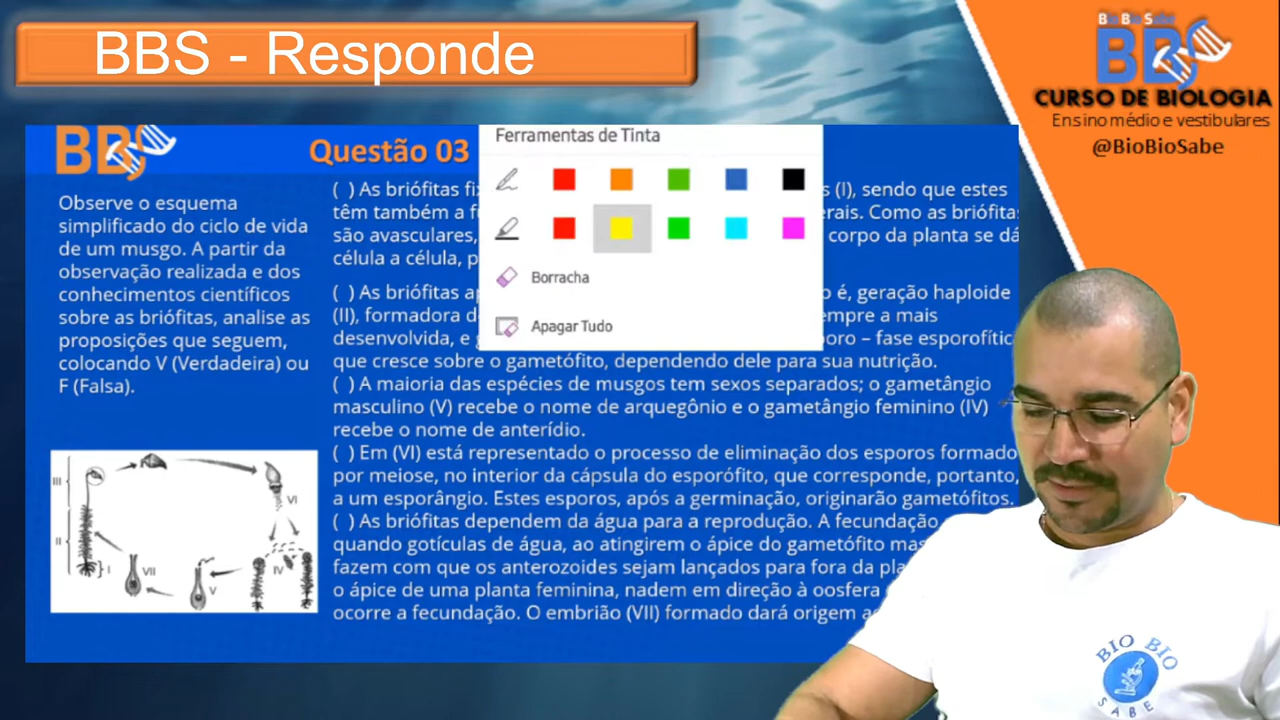 BBS - Responde
Bio Bio Sabe
BBS
CURSO DE BIOLOGIA
Ensino médio e vestibulares
@BioBioSabe
BBS
Questão 03
Observe o esquema
simplificado do ciclo de vida
de um musgo. A partir da
observação realizada e dos
conhecimentos científicos
sobre as briófitas, analise as
proposições que seguem,
colocando V (Verdadeira) ou
F (Falsa).
Ferramentas de Tinta
Borracha
Apagar Tudo
( ) As briófitas s (I), sendo que estes
têm também a erais. Como as
são avasculares, corpo da planta se dá
célula a célula,
( ) As briófitas o é, geração haploide
(II), formadora empre a mais
desenvolvida, e poro – fase
que cresce sobre o gametófito, dependendo dele para sua nutrição.
( ) A maioria das espécies de musgos tem sexos separados; o gametângio
masculino (V) recebe o nome de arquegônio e o gametângio feminino (IV)
recebe o nome de anterídio.
( ) Em (VI) está representado o processo de eliminação dos esporos formado
por meiose, no interior da cápsula do esporófito, que corresponde, portanto,
a um esporângio. Estes esporos, após a germinação, originarão gametófitos.
( ) As briófitas dependem da água para a reprodução. A fecundação
quando gotículas de água, ao atingirem o ápice do gametófito
fazem com que os anterozoides sejam lançados para fora da
o ápice de uma planta feminina, nadem em direção à oosfera
ocorre a fecundação. O embrião (VII) formado dará origem
III
VI
II
I
VII
V
IV
BIO BIO
SABE